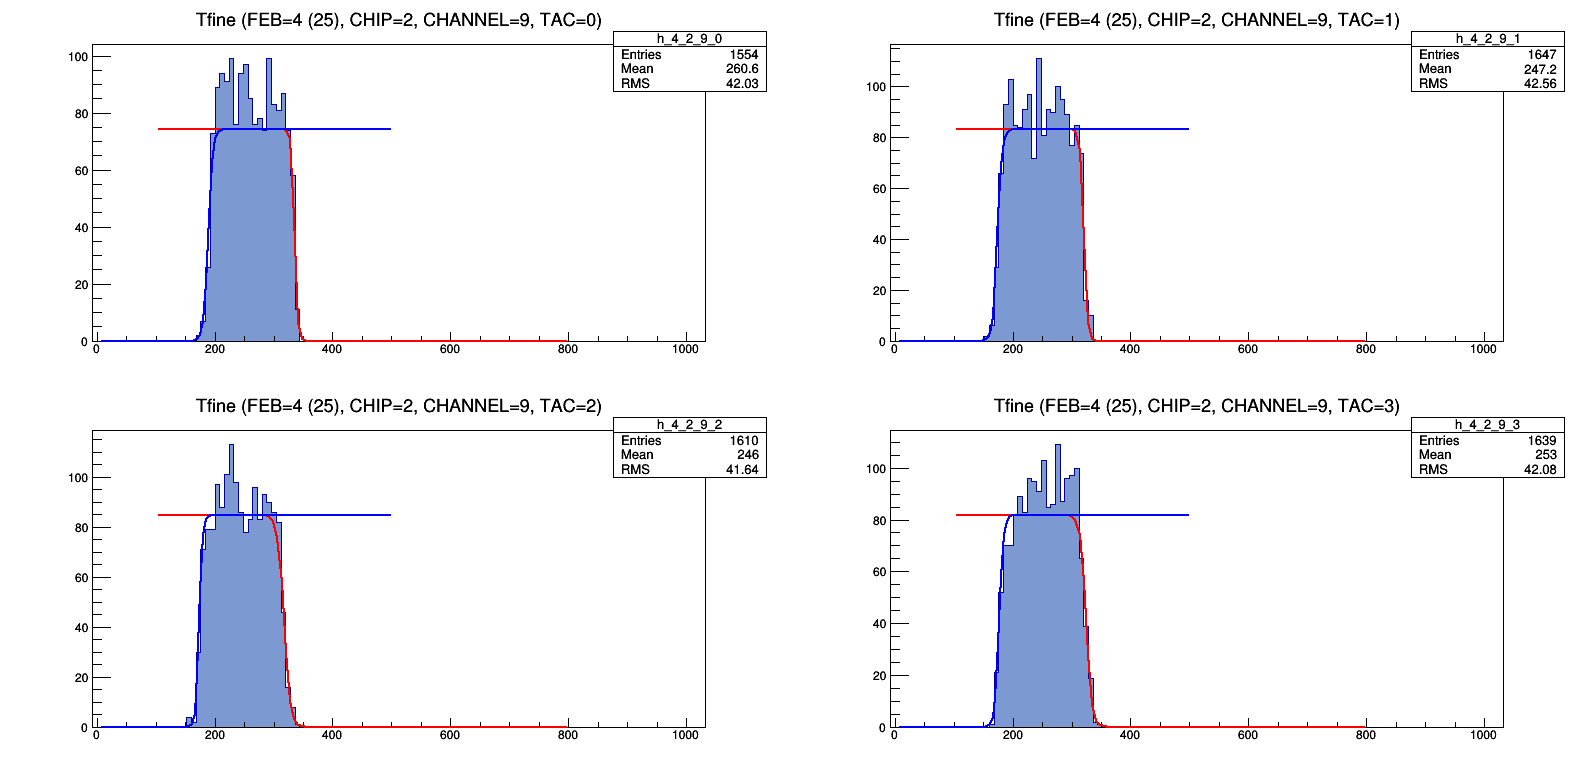 Tfine (FEB=4 (25), CHIP=2, CHANNEL=9, TAC=0)
h_4_2_9_0
Entries 1554
Mean 260.6
RMS 42.03
100
80
60
40
20
0
0 200 400 600 800 1000
Tfine (FEB=4 (25), CHIP=2, CHANNEL=9, TAC=1)
h_4_2_9_1
Entries 1647
Mean 247.2
RMS 42.56
100
80
60
40
20
0
0 200 400 600 800 1000
Tfine (FEB=4 (25), CHIP=2, CHANNEL=9, TAC=2)
h_4_2_9_2
Entries 1610
Mean 246
RMS 41.64
100
80
60
40
20
0
0 200 400 600 800 1000
Tfine (FEB=4 (25), CHIP=2, CHANNEL=9, TAC=3)
h_4_2_9_3
Entries 1639
Mean 253
RMS 42.08
100
80
60
40
20
0
0 200 400 600 800 1000